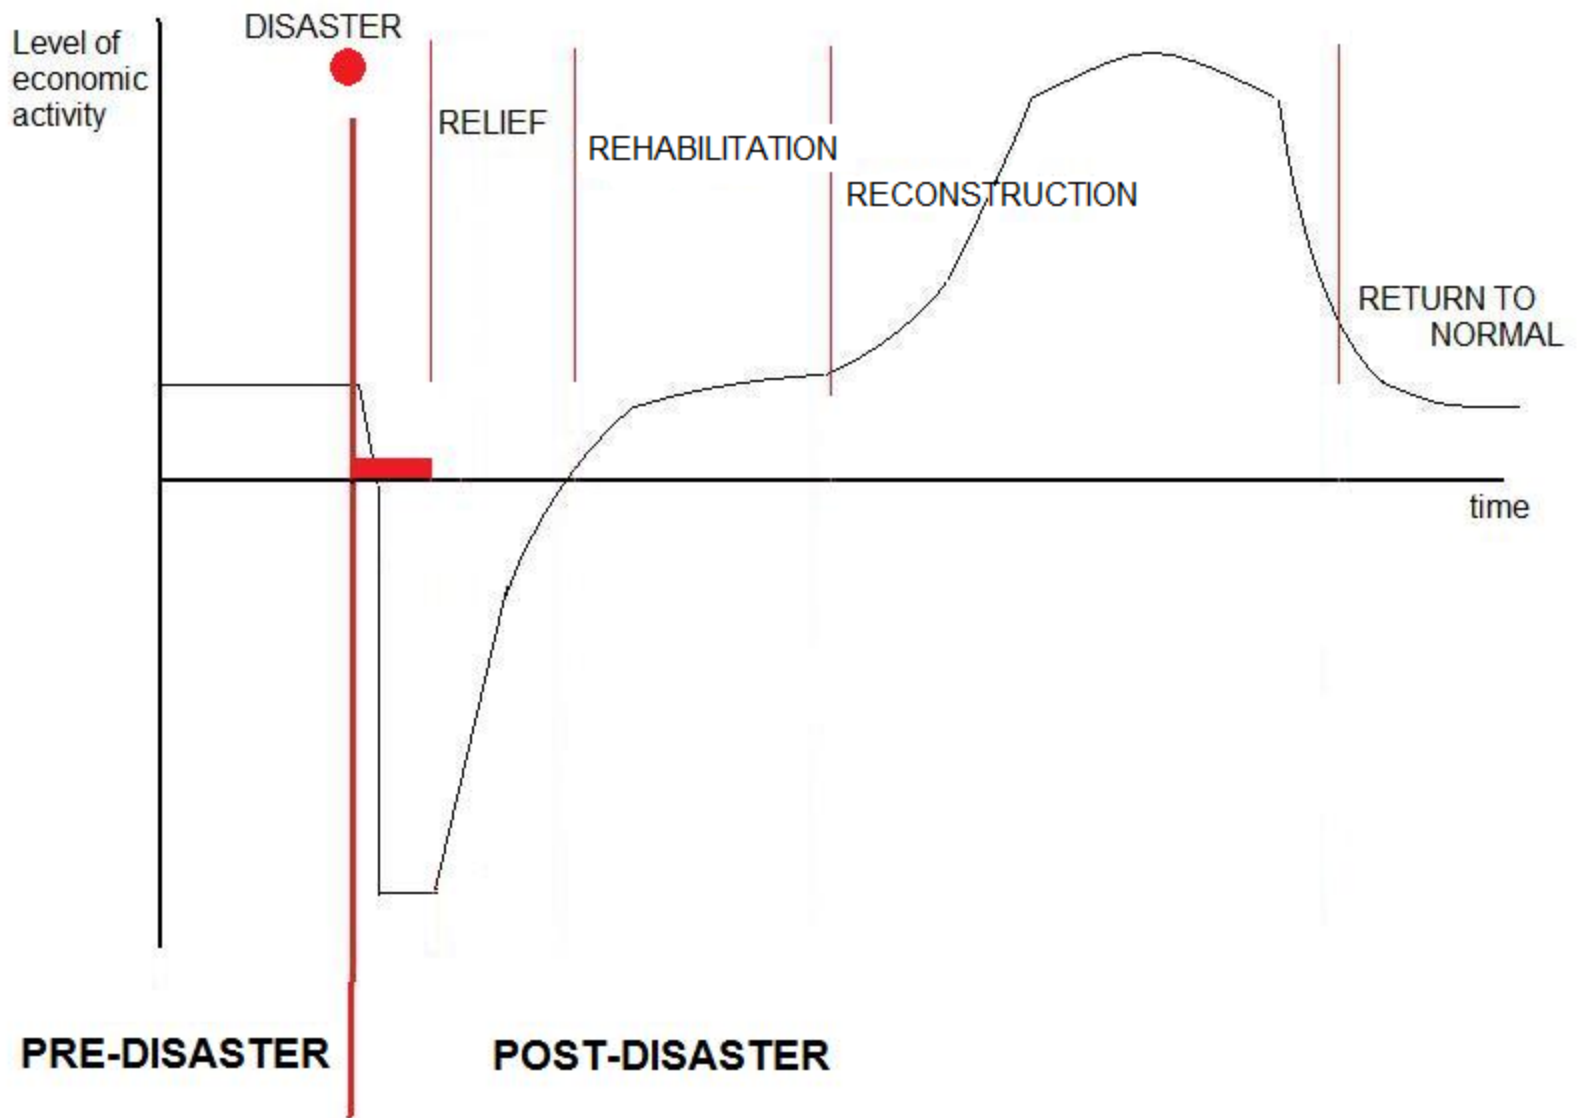 Level of
economic
activity
DISASTER
RELIEF
REHABILITATION
RECONSTRUCTION
RETURN TO
NORMAL
time
PRE-DISASTER
POST-DISASTER